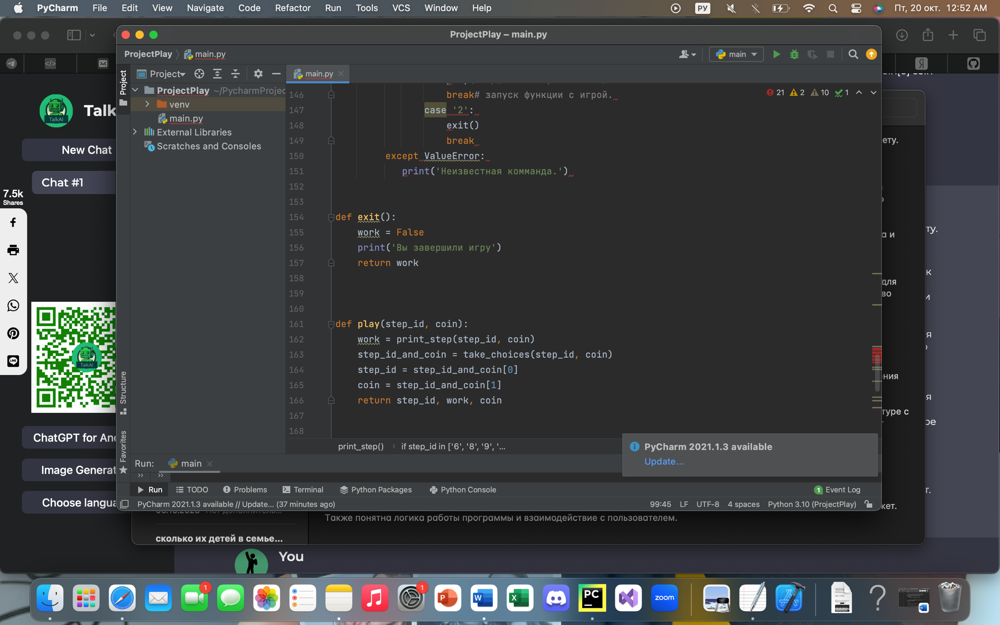 PyCharm File Edit View Navigate Code Refactor Run Tools VCS Window Help РУ Пт, 20 окт. 12:52 AM
ProjectPlay – main.py
ProjectPlay main.py main
Project main.py
Project
ProjectPlay ~/PycharmProjec
venv
main.py
External Libraries
Scratches and Consoles
21 2 10 1
146 break# запуск функции с игрой.
147 case '2':
148 exit()
149 break
150 except ValueError:
151 print('Неизвестная комманда.')
152
153
154 def exit():
155 work = False
156 print('Вы завершили игру')
157 return work
158
159
160
161 def play(step_id, coin):
162 work = print_step(step_id, coin)
163 step_id_and_coin = take_choices(step_id, coin)
164 step_id = step_id_and_coin[0]
165 coin = step_id_and_coin[1]
166 return step_id, work, coin
167
168
print_step() if step_id in ['6', '8', '9', '...
Structure
Favorites
PyCharm 2021.1.3 available
Update...
Run: main
Run TODO Problems Terminal Python Packages Python Console 1 Event Log
PyCharm 2021.1.3 available // Update... (37 minutes ago) 99:45 LF UTF-8 4 spaces Python 3.10 (ProjectPlay)
Talk
TalkAI
New Chat
Chat #1
7.5k
Shares
LINE
TalkAI
ChatGPT for And
Image Generat
Choose langua
Я
ету.
ту.
а и
к
для
во
и
я
ния
я
туре с
ое
т.
кет.
Также понятна логика работы программы и взаимодействие с пользователем.
сколько их детей в семье...
You
1 1 P W X PC zoom DOCX W